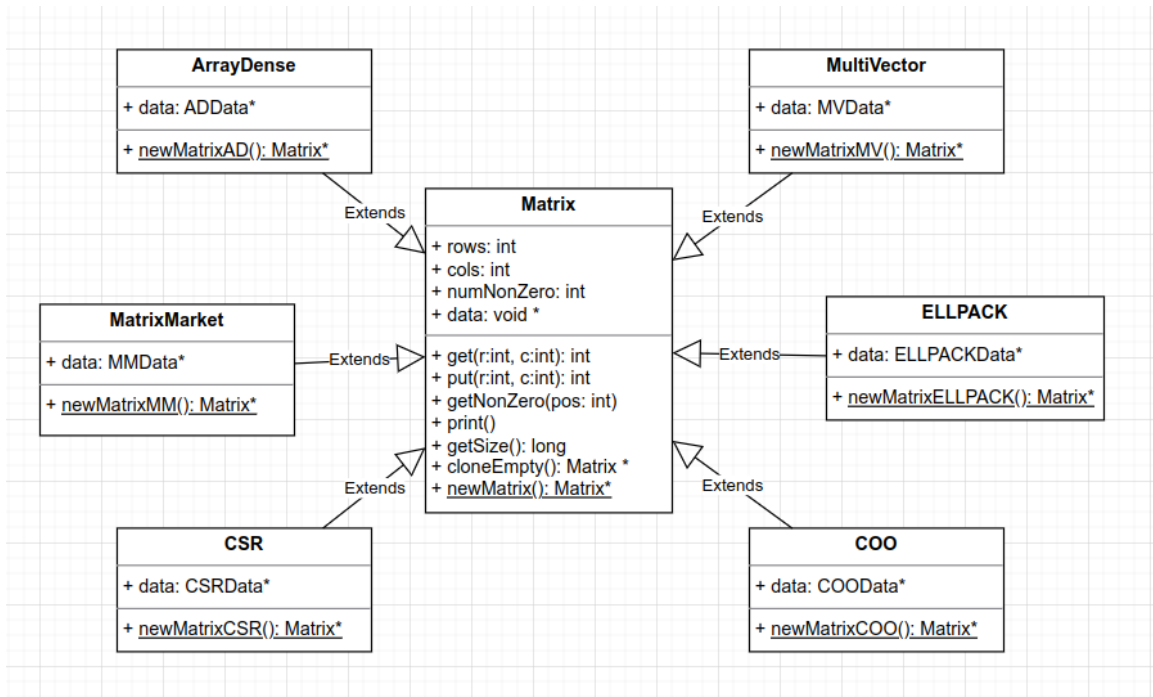 ArrayDense
+ data: ADData*
+ newMatrixAD(): Matrix*
MultiVector
+ data: MVData*
+ newMatrixMV(): Matrix*
Extends
Extends
Matrix
+ rows: int
+ cols: int
+ numNonZero: int
+ data: void *
+ get(r:int, c:int): int
+ put(r:int, c:int): int
+ getNonZero(pos: int)
+ print()
+ getSize(): long
+ cloneEmpty(): Matrix *
+ newMatrix(): Matrix*
MatrixMarket
+ data: MMData*
+ newMatrixMM(): Matrix*
Extends
Extends
ELLPACK
+ data: ELLPACKData*
+ newMatrixELLPACK(): Matrix*
Extends
Extends
CSR
+ data: CSRData*
+ newMatrixCSR(): Matrix*
COO
+ data: COOData*
+ newMatrixCOO(): Matrix*